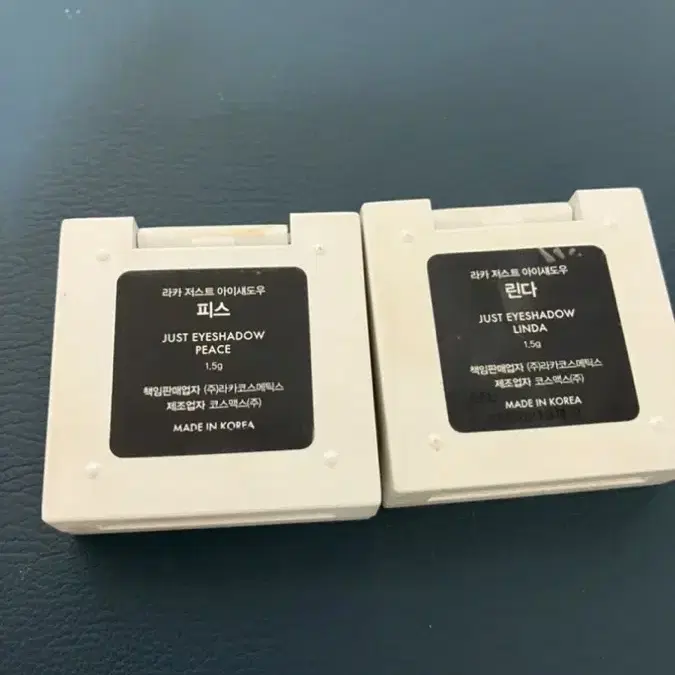 라카 저스트 아이섀도우
피스
JUST EYESHADOW
PEACE
1.5g
책임판매업자 (주)라카코스메틱스
제조업자 코스맥스(주)
MADE IN KOREA
라카 저스트 아이섀도우
린다
JUST EYESHADOW
LINDA
1.5g
책임판매업자 (주)라카코스메틱스
제조업자 코스맥스(주)
MADE IN KOREA